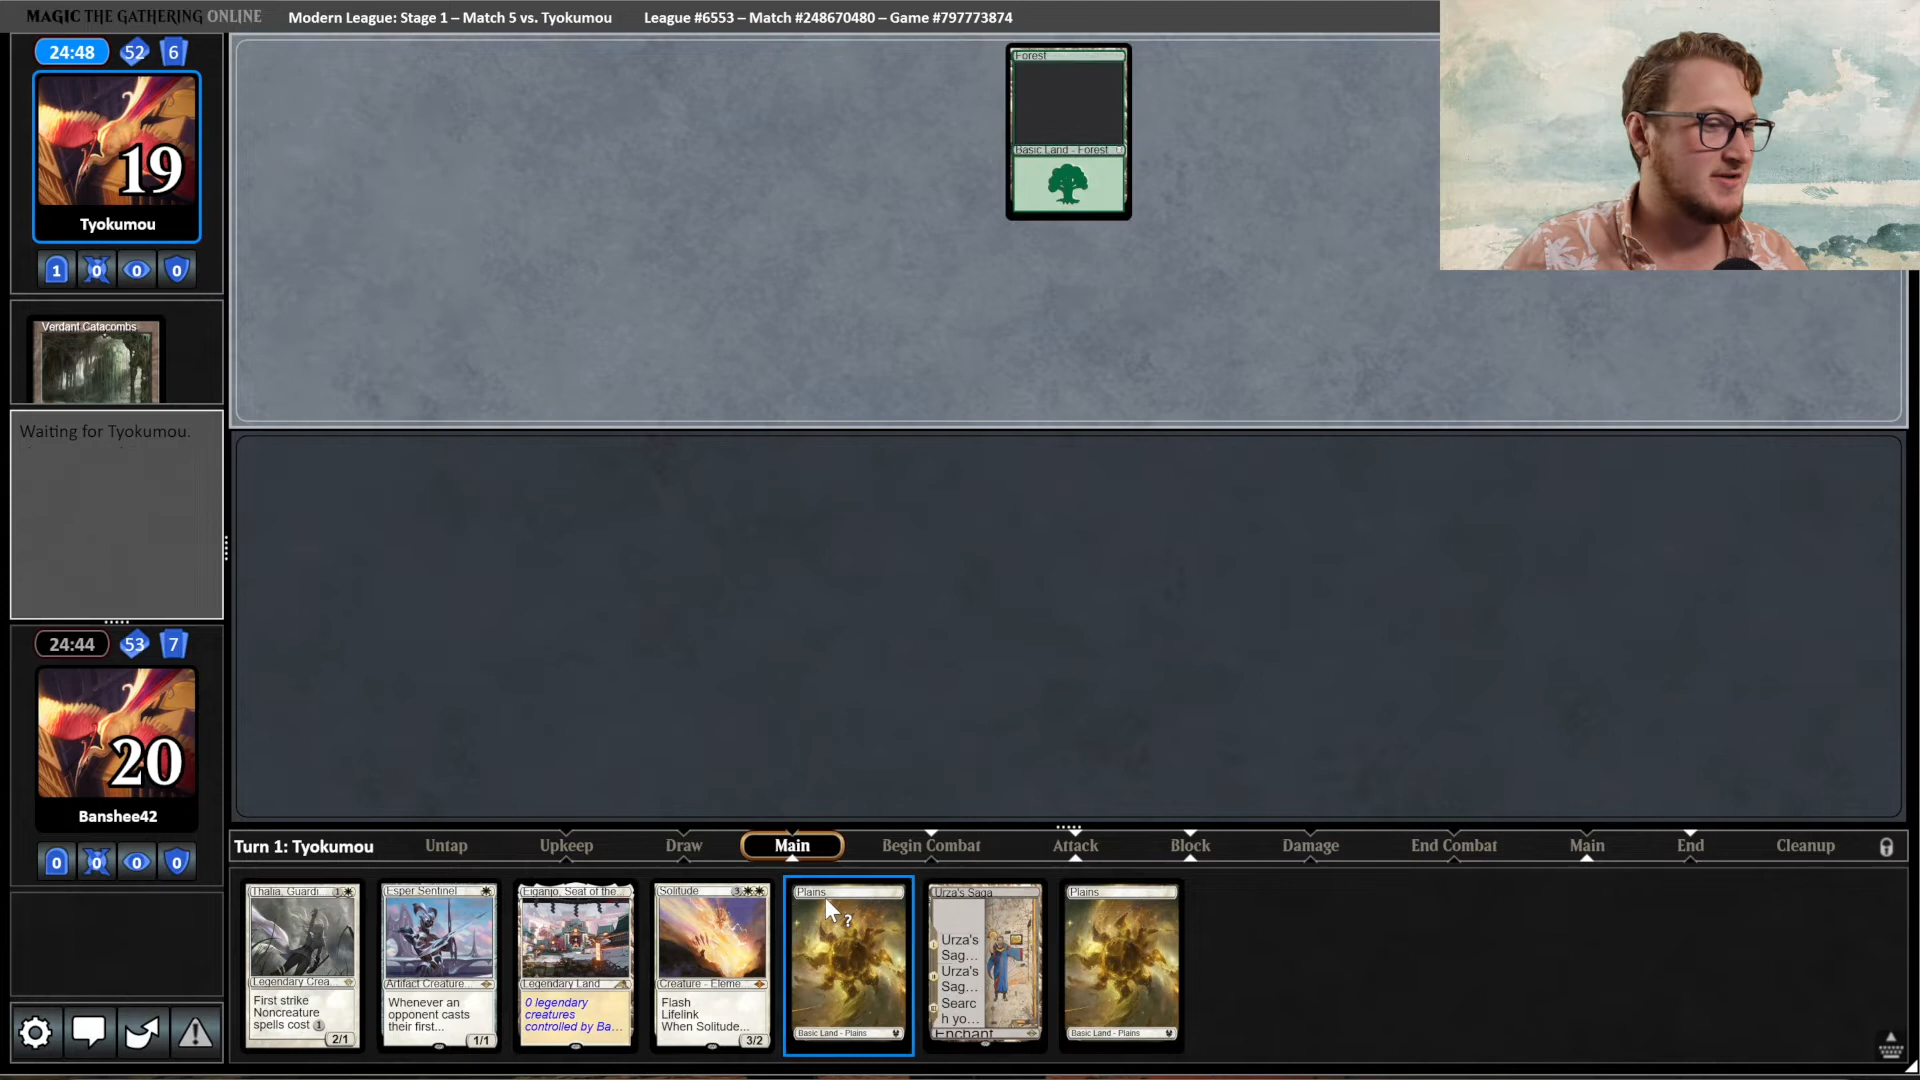 MAGIC THE GATHERING ONLINE
Modern League: Stage 1 – Match 5 vs. Tyokumou
League #6553 – Match #248670480 – Game #797773874
24:48
52
6
19
Tyokumou
1
0
0
0
Verdant Catacombs
Waiting for Tyokumou.
Forest
Basic Land - Forest
24:44
53
7
20
Banshee42
0
0
0
0
Turn 1: Tyokumou
Untap
Upkeep
Draw
Main
Begin Combat
Attack
Block
Damage
End Combat
Main
End
Cleanup
Thalia, Guardi
1
Legendary Crea
First strike
Noncreature
spells cost 1
2/1
Esper Sentinel
Artifact Creature
Whenever an
opponent casts
their first...
1/1
Eiganjo, Seat of the
Legendary Land
0 legendary
creatures
controlled by Ba...
Solitude
3
Creature - Eleme
Flash
Lifelink
When Solitude...
3/2
Plains
?
Basic Land - Plains
Urza's Saga
I
Urza's
Sag...
II
Urza's
Sag...
III
Searc
h yo...
Enchant
Plains
Basic Land - Plains